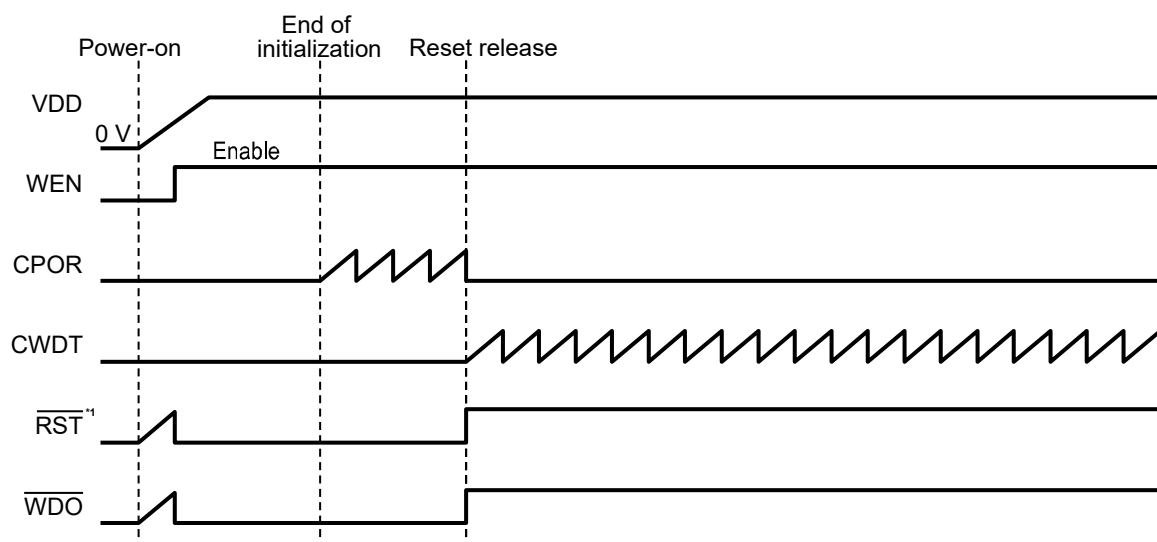 End of
initialization
Power-on
Reset release
VDD
0 V
Enable
WEN
CPOR
CWDT
RST *1
WDO